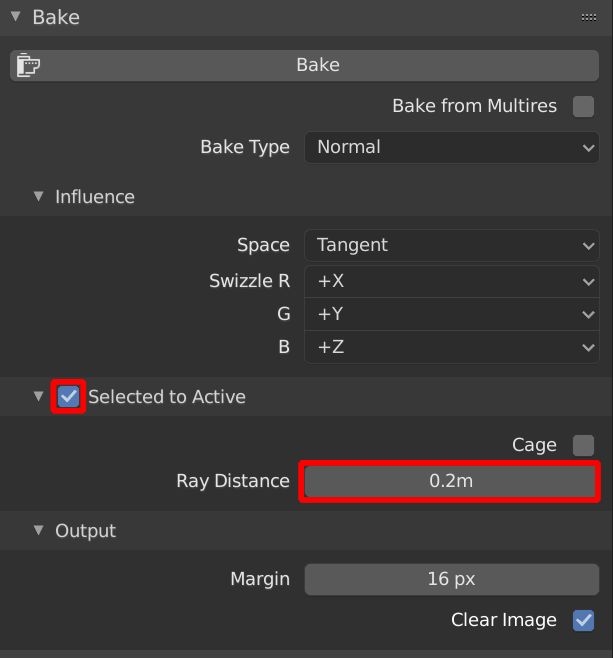 Bake
Bake
Bake from Multires
Bake Type Normal
Influence
Space Tangent
Swizzle R +X
G +Y
B +Z
Selected to Active
Cage
Ray Distance 0.2m
Output
Margin 16 px
Clear Image